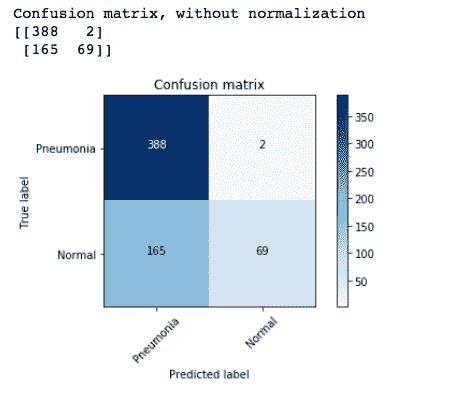 Confusion matrix, without normalization
[[388   2]
 [165  69]]
Confusion matrix
Pneumonia
388
2
350
300
250
200
150
100
50
True label
Normal
165
69
Pneumonia
Normal
Predicted label